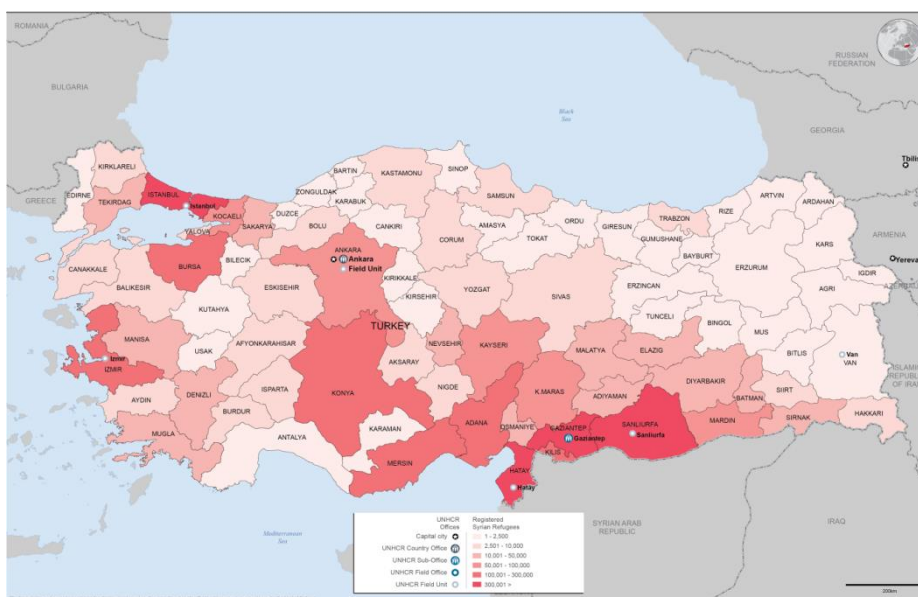 ROMANIA
RUSSIAN
FEDERATION
BULGARIA
Black
Sea
GEORGIA
Tbili
GREECE
ARMENIA
Yereva
AZERBAIJ
ISLAMI
REPUBLI
OF IRA
IRAQ
SYRIAN ARAB
REPUBLIC
Mediterranean
Sea
TURKEY
EDIRNE
KIRKLARELI
TEKIRDAG
ISTANBUL
Istanbul
KOCAELI
YALOVA
SAKARYA
DUZCE
ZONGULDAK
BARTIN
KARABUK
KASTAMONU
SINOP
SAMSUN
BOLU
CANKIRI
CORUM
AMASYA
TOKAT
ORDU
GIRESUN
TRABZON
GUMUSHANE
RIZE
ARTVIN
ARDAHAN
BAYBURT
KARS
ERZURUM
IGDIR
AGRI
CANAKKALE
BALIKESIR
BURSA
BILECIK
ESKISEHIR
KUTAHYA
ANKARA
Ankara
Field Unit
KIRIKKALE
KIRSEHIR
YOZGAT
SIVAS
ERZINCAN
TUNCELI
BINGOL
MUS
BITLIS
Van
VAN
MANISA
USAK
AFYONKARAHISAR
Izmir
IZMIR
AYDIN
DENIZLI
ISPARTA
BURDUR
MUGLA
ANTALYA
KONYA
AKSARAY
NEVSEHIR
NIGDE
KAYSERI
KARAMAN
MERSIN
ADANA
K.MARAS
MALATYA
ELAZIG
ADIYAMAN
DIYARBAKIR
BATMAN
SIIRT
SIRNAK
HAKKARI
MARDIN
OSMANIYE
GAZIANTEP
Gaziantep
KILIS
SANLIURFA
Sanliurfa
HATAY
Hatay
UNHCR
Offices
Capital city
UNHCR Country Office
UNHCR Sub-Office
UNHCR Field Office
UNHCR Field Unit
Registered
Syrian Refugees
1 - 2,500
2,501 - 10,000
10,001 - 50,000
50,001 - 100,000
100,001 - 300,000
300,001 >